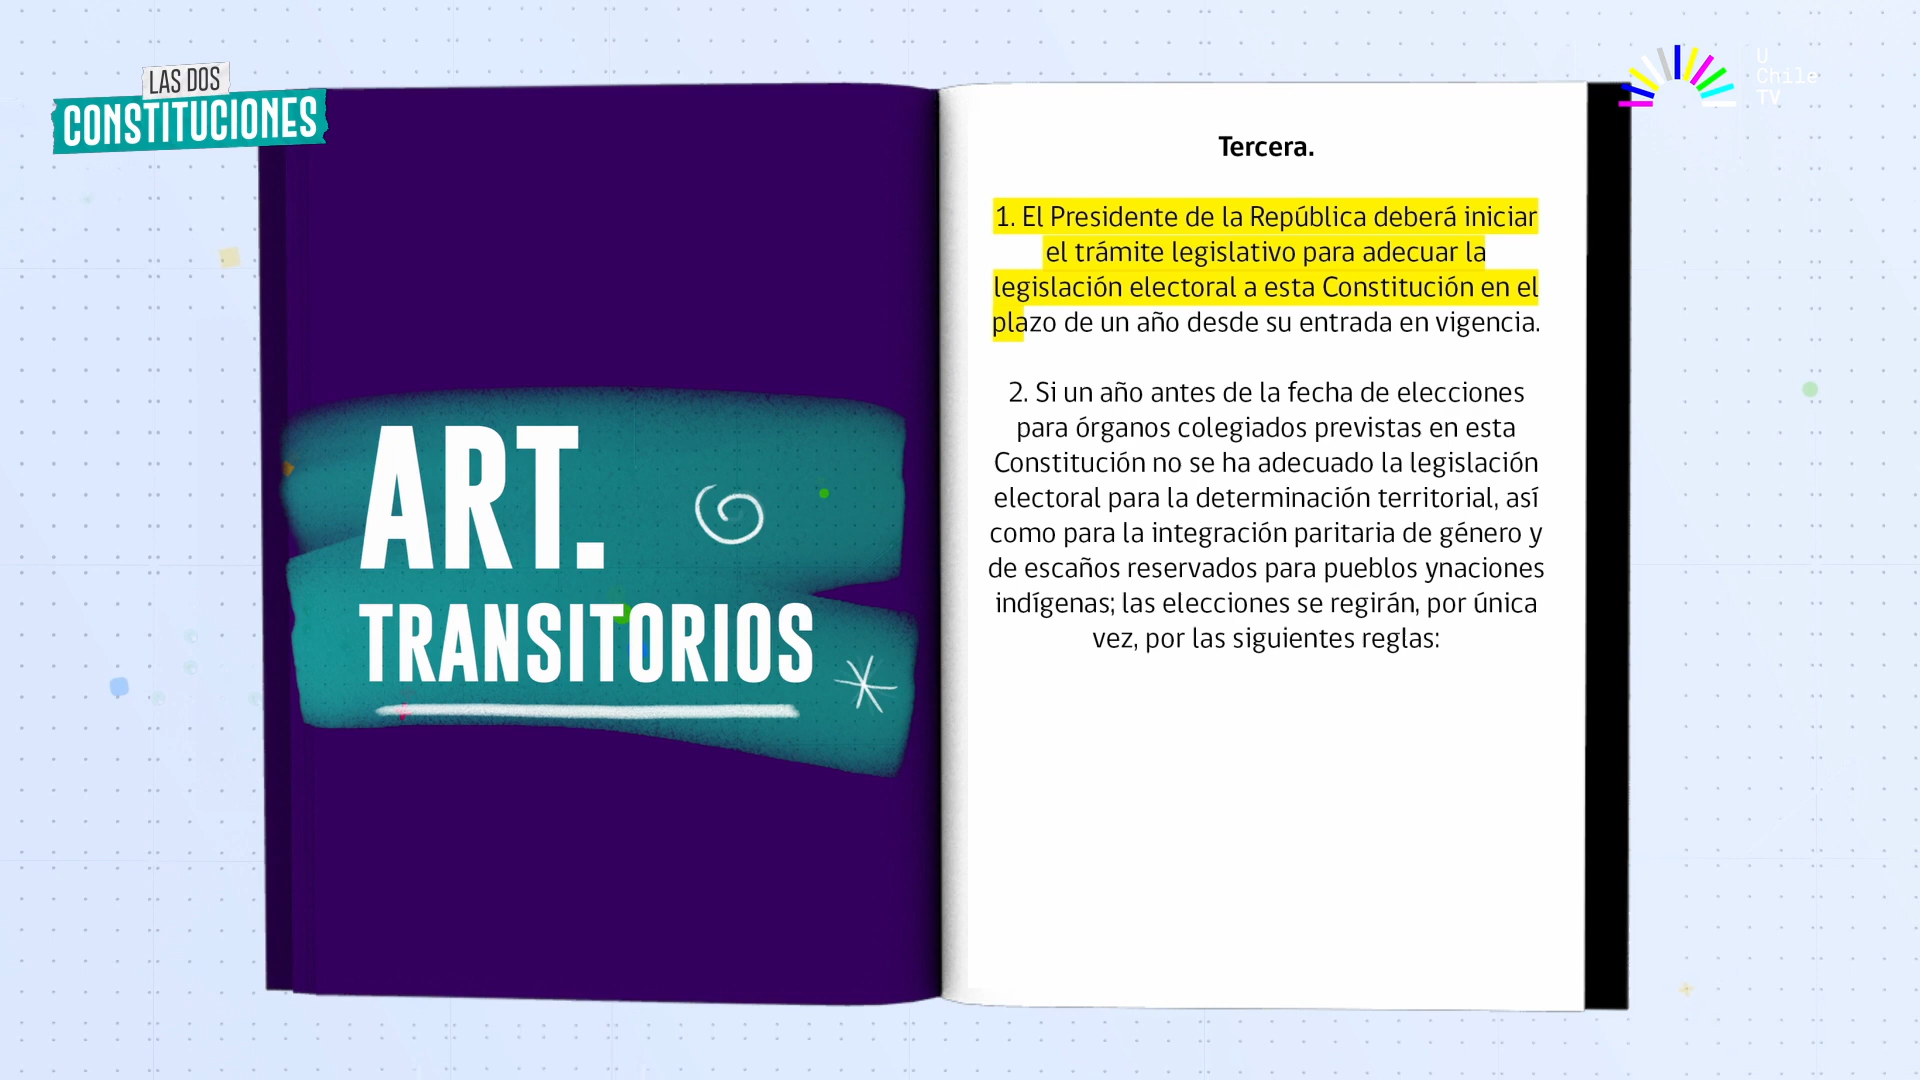 LAS DOS
CONSTITUCIONES
U
Chile
TV
ART.
TRANSITORIOS
Tercera.
1. El Presidente de la República deberá iniciar
el trámite legislativo para adecuar la
legislación electoral a esta Constitución en el
plazo de un año desde su entrada en vigencia.
2. Si un año antes de la fecha de elecciones
para órganos colegiados previstas en esta
Constitución no se ha adecuado la legislación
electoral para la determinación territorial, así
como para la integración paritaria de género y
de escaños reservados para pueblos ynaciones
indígenas; las elecciones se regirán, por única
vez, por las siguientes reglas: